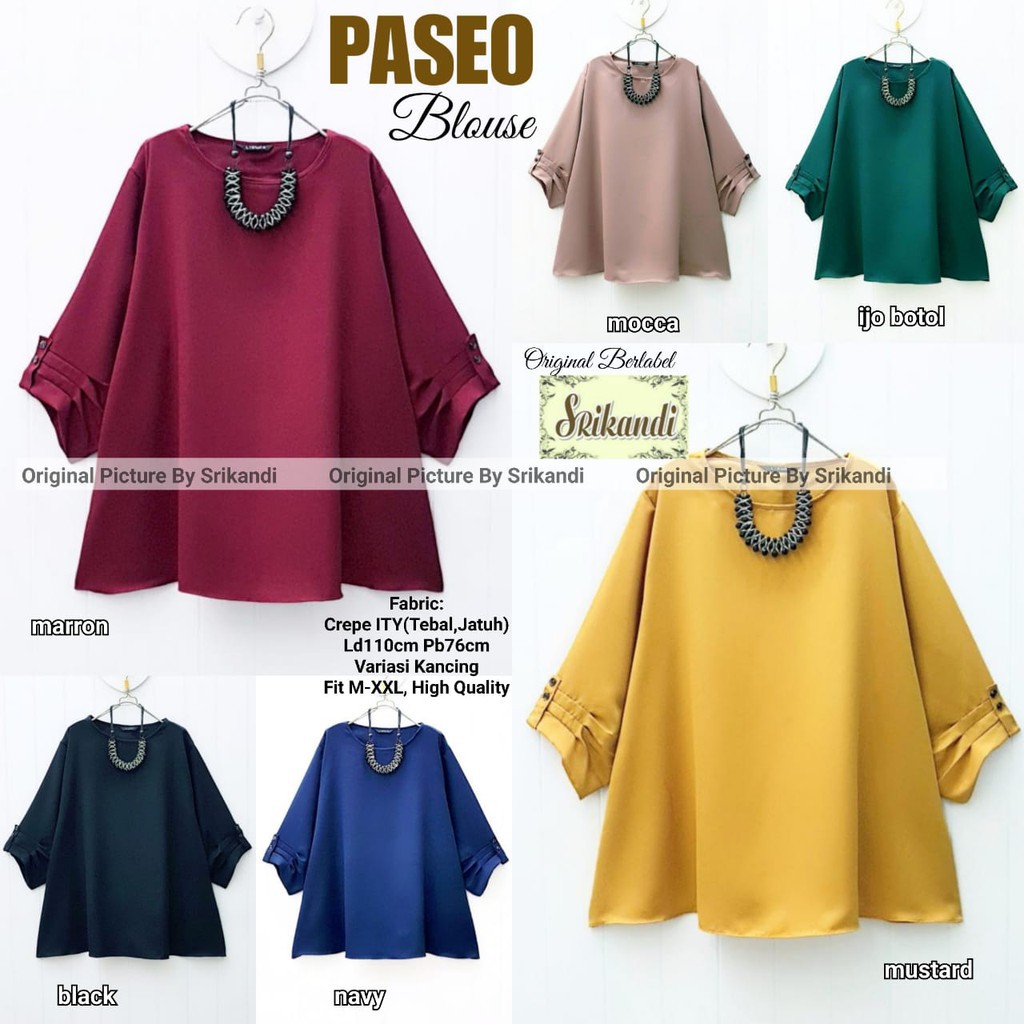 PASEO
Blouse
mocca
ijo botol
Original Berlabel
Srikandi
Original Picture By Srikandi Original Picture By Srikandi Original Picture By Srikandi
marron
Fabric:
Crepe ITY(Tebal,Jatuh)
Ld110cm Pb76cm
Variasi Kancing
Fit M-XXL, High Quality
black
navy
mustard